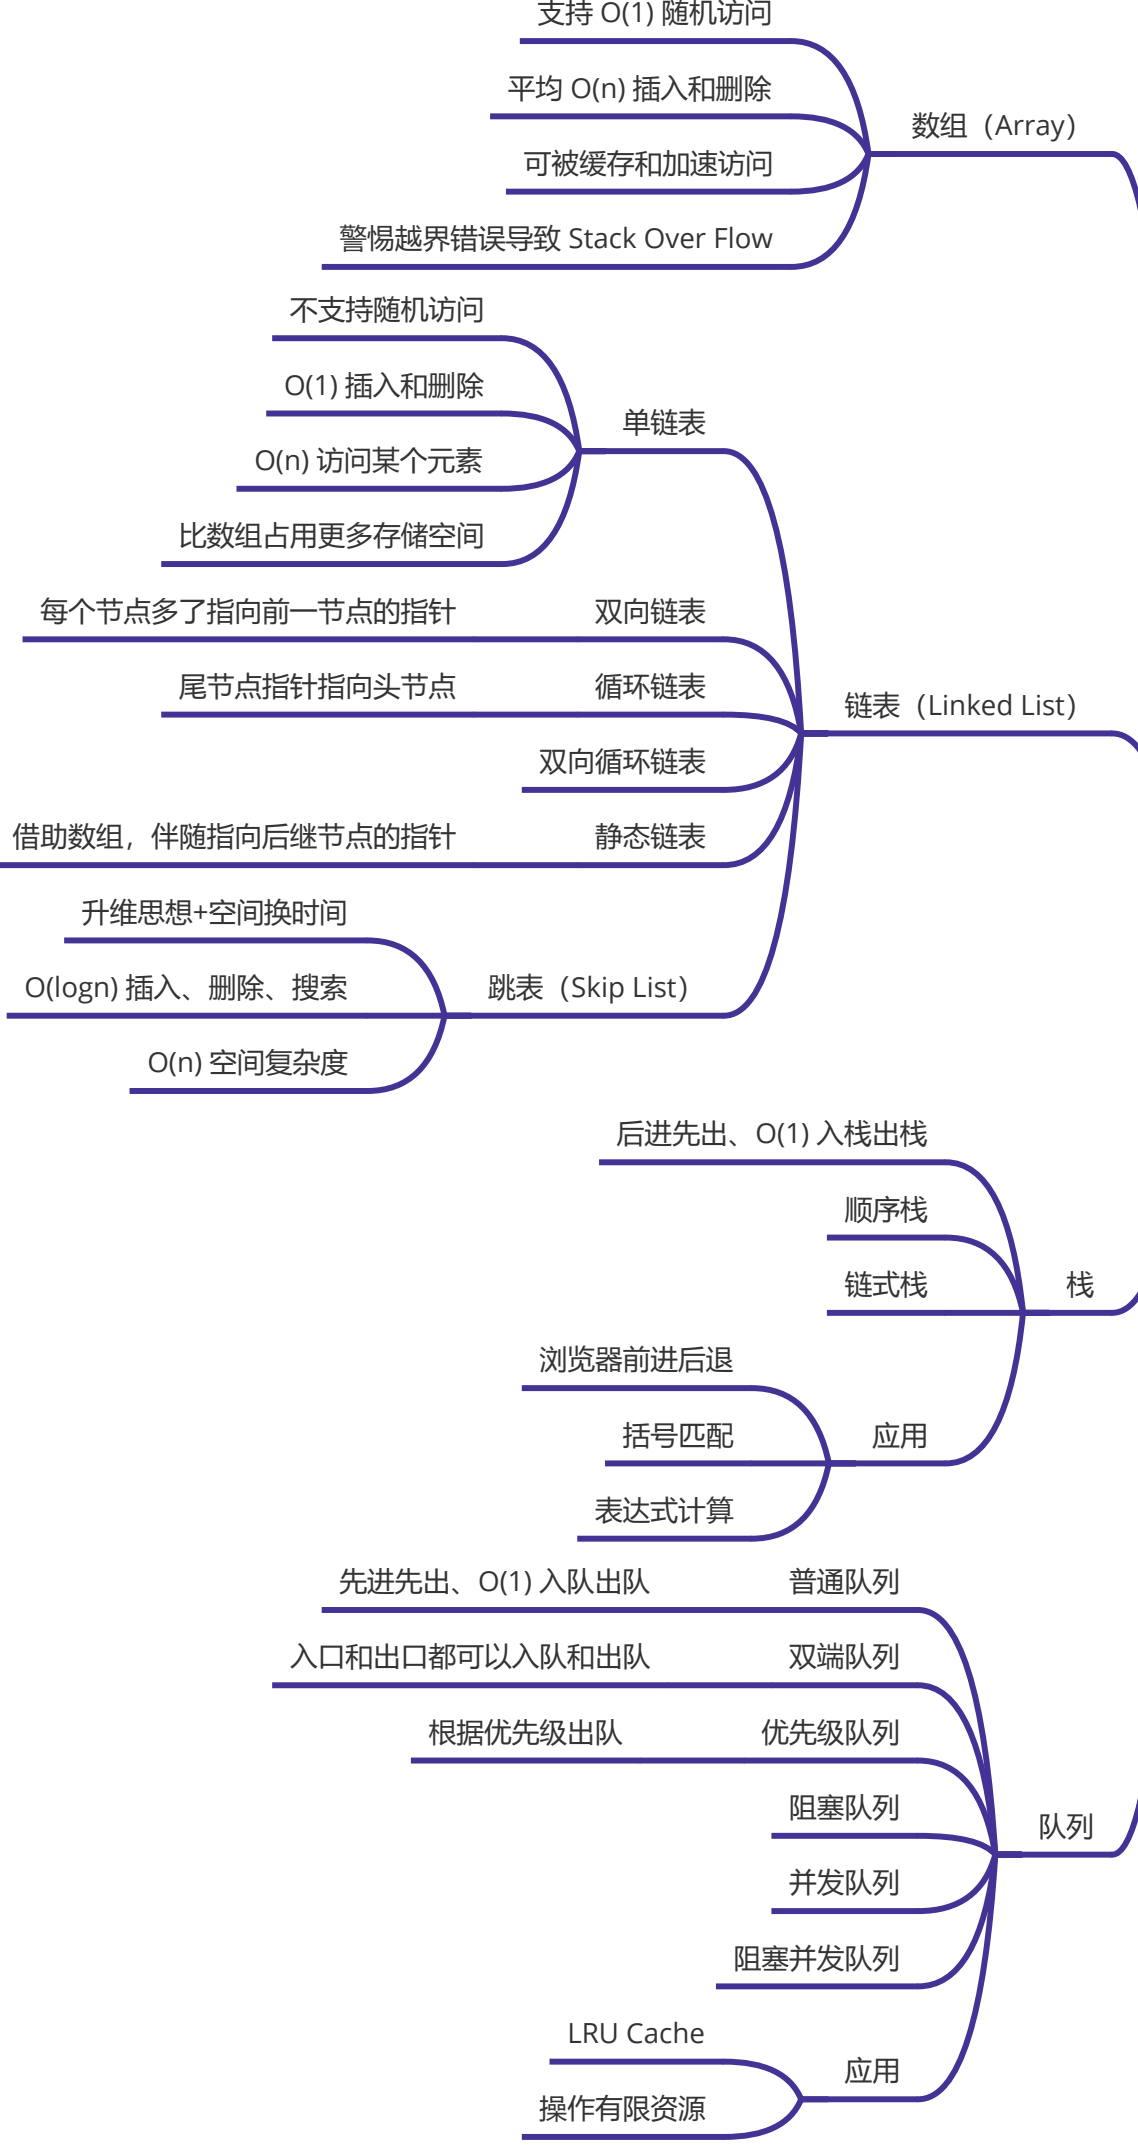 支持 O(1) 随机访问
平均 O(n) 插入和删除
数组（Array）
可被缓存和加速访问
警惕越界错误导致 Stack Over Flow
不支持随机访问
O(1) 插入和删除
单链表
O(n) 访问某个元素
比数组占用更多存储空间
每个节点多了指向前一节点的指针
双向链表
尾节点指针指向头节点
循环链表
链表（Linked List）
双向循环链表
借助数组，伴随指向后继节点的指针
静态链表
升维思想+空间换时间
O(logn) 插入、删除、搜索
跳表（Skip List）
O(n) 空间复杂度
后进先出、O(1) 入栈出栈
顺序栈
链式栈
栈
浏览器前进后退
括号匹配
应用
表达式计算
先进先出、O(1) 入队出队
普通队列
入口和出口都可以入队和出队
双端队列
根据优先级出队
优先级队列
阻塞队列
队列
并发队列
阻塞并发队列
LRU Cache
应用
操作有限资源